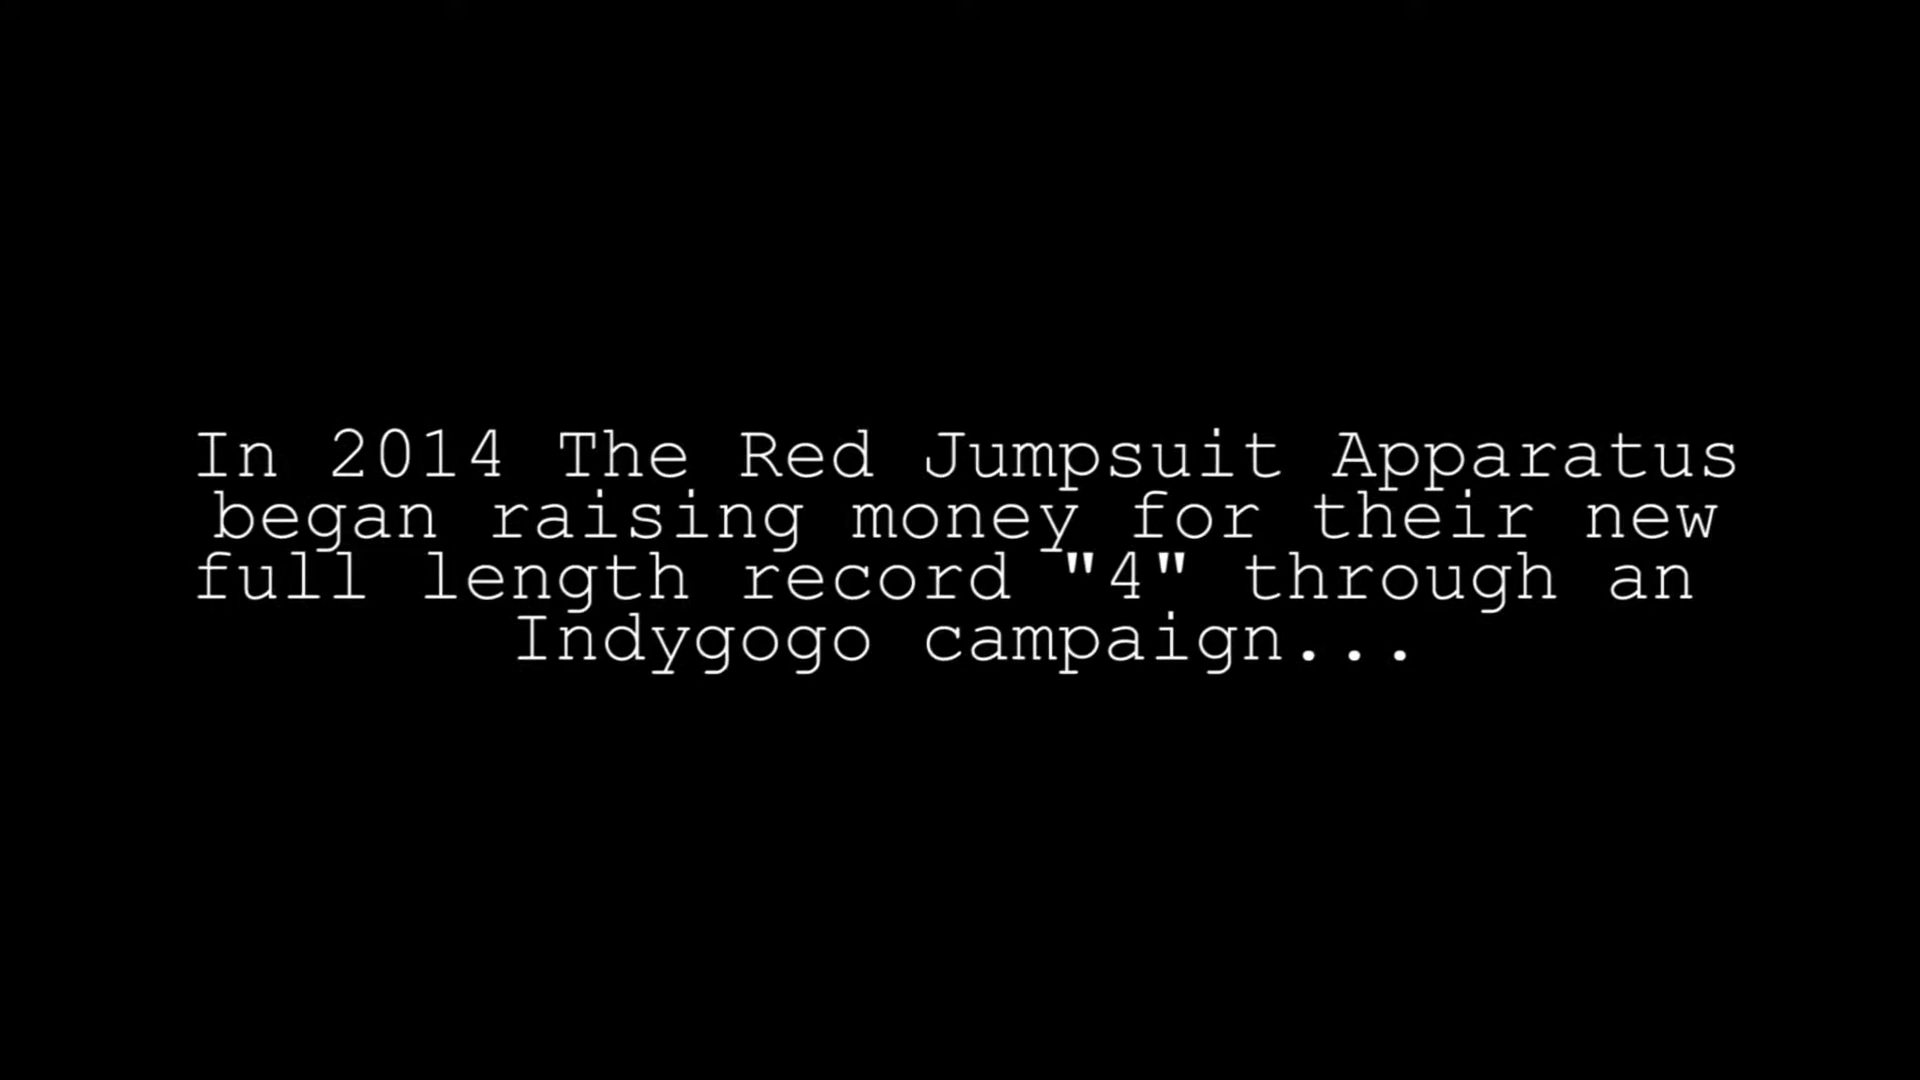 In 2014 The Red Jumpsuit Apparatus
began raising money for their new
full length record "4" through an
Indygogo campaign...